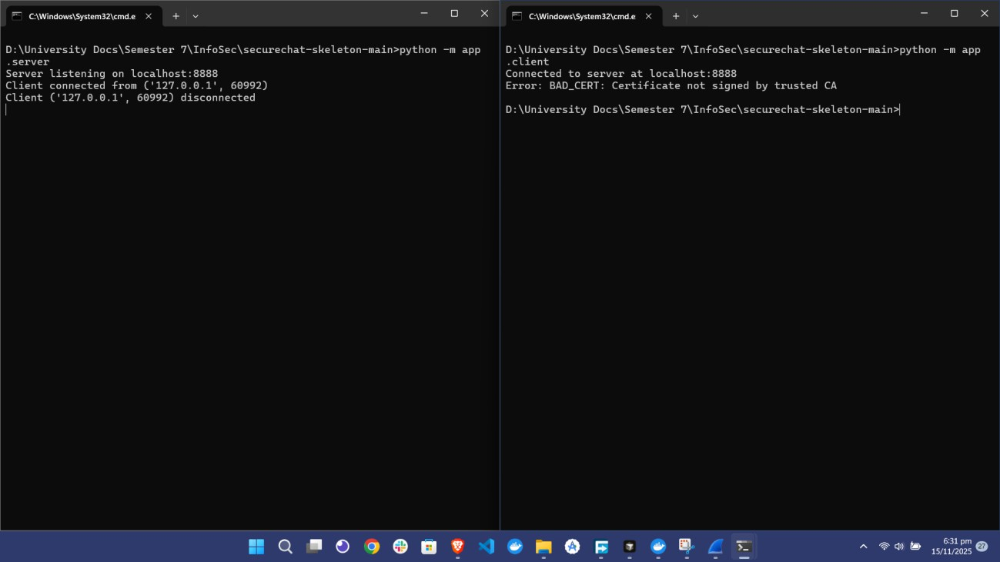 C:\Windows\System32\cmd.e
D:\University Docs\Semester 7\InfoSec\securechat-skeleton-main>python -m app
.server
Server listening on localhost:8888
Client connected from ('127.0.0.1', 60992)
Client ('127.0.0.1', 60992) disconnected
C:\Windows\System32\cmd.e
D:\University Docs\Semester 7\InfoSec\securechat-skeleton-main>python -m app
.client
Connected to server at localhost:8888
Error: BAD_CERT: Certificate not signed by trusted CA
D:\University Docs\Semester 7\InfoSec\securechat-skeleton-main>
6:31 pm
15/11/2025
27